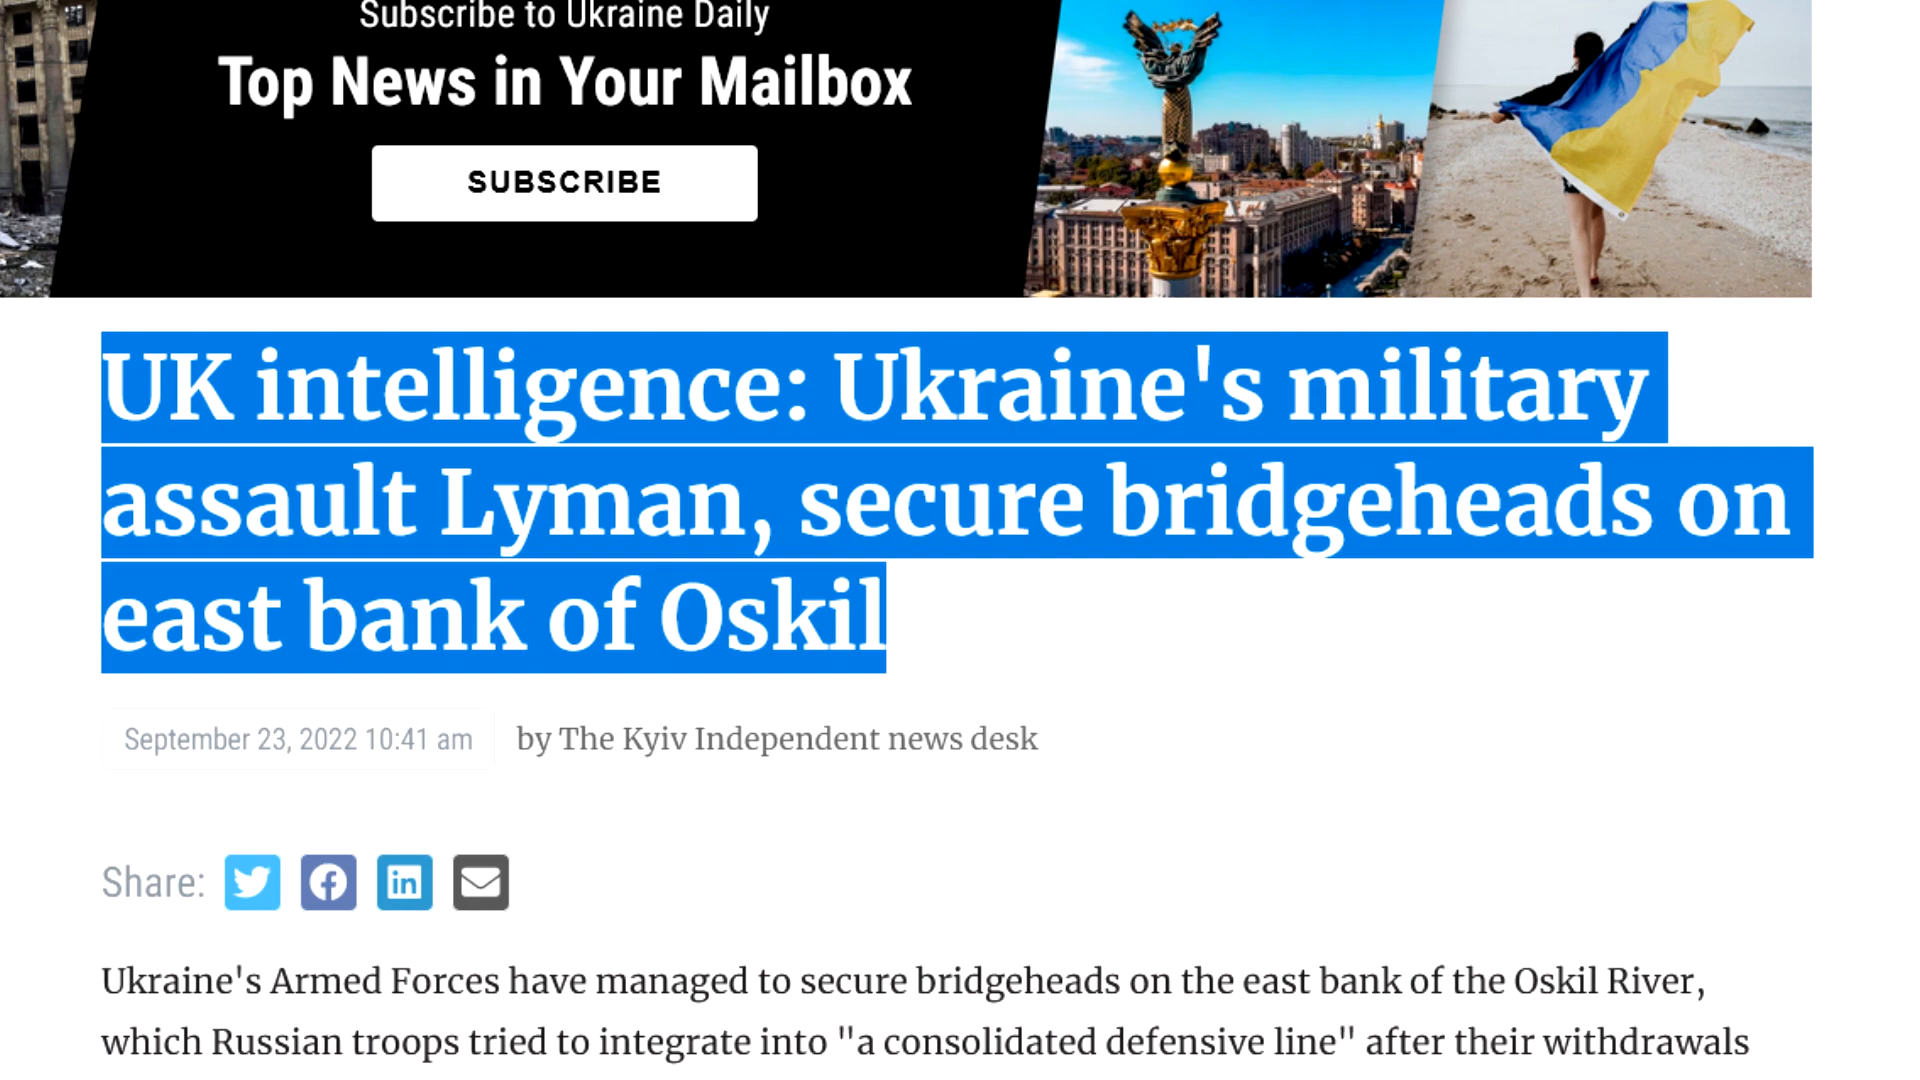 Subscribe to Ukraine Daily
Top News in Your Mailbox
SUBSCRIBE
UK intelligence: Ukraine's military
assault Lyman, secure bridgeheads on
east bank of Oskil
September 23, 2022 10:41 am by The Kyiv Independent news desk
Share:
Ukraine's Armed Forces have managed to secure bridgeheads on the east bank of the Oskil River,
which Russian troops tried to integrate into "a consolidated defensive line" after their withdrawals